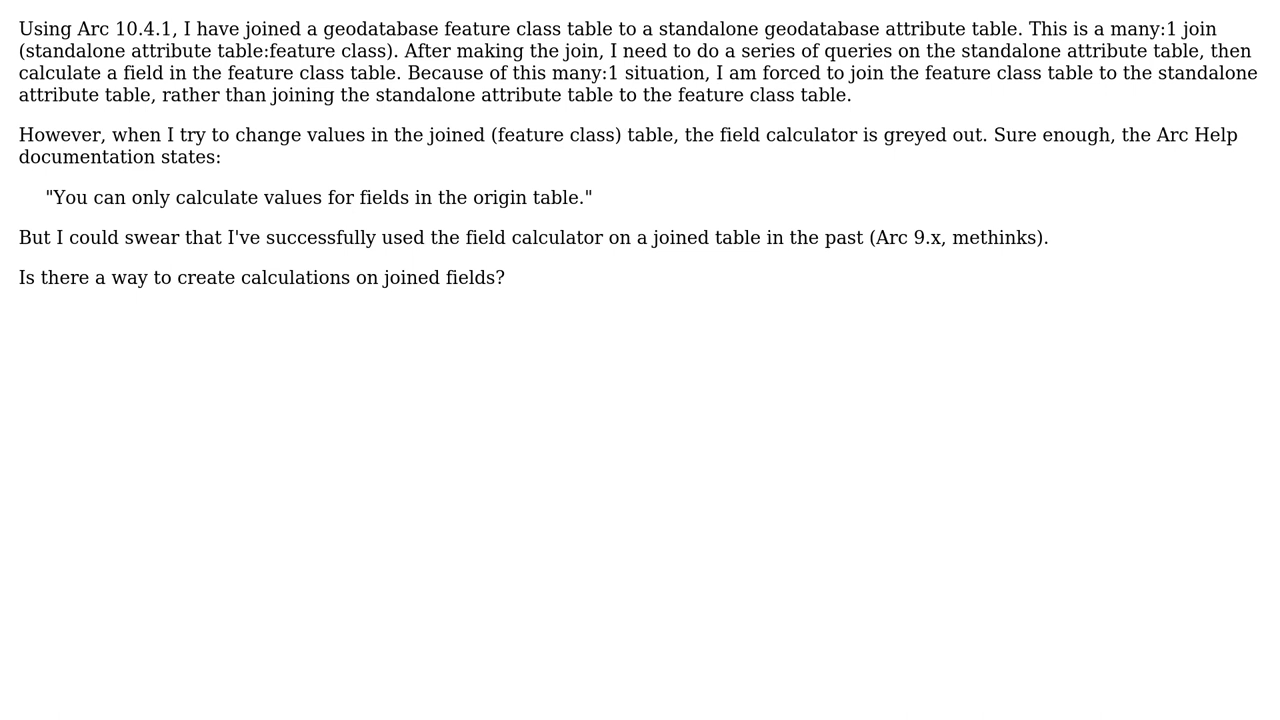 Using Arc 10.4.1, I have joined a geodatabase feature class table to a standalone geodatabase attribute table. This is a many:1 join
(standalone attribute table:feature class). After making the join, I need to do a series of queries on the standalone attribute table, then
calculate a field in the feature class table. Because of this many:1 situation, I am forced to join the feature class table to the standalone
attribute table, rather than joining the standalone attribute table to the feature class table.
However, when I try to change values in the joined (feature class) table, the field calculator is greyed out. Sure enough, the Arc Help
documentation states:
"You can only calculate values for fields in the origin table."
But I could swear that I've successfully used the field calculator on a joined table in the past (Arc 9.x, methinks).
Is there a way to create calculations on joined fields?